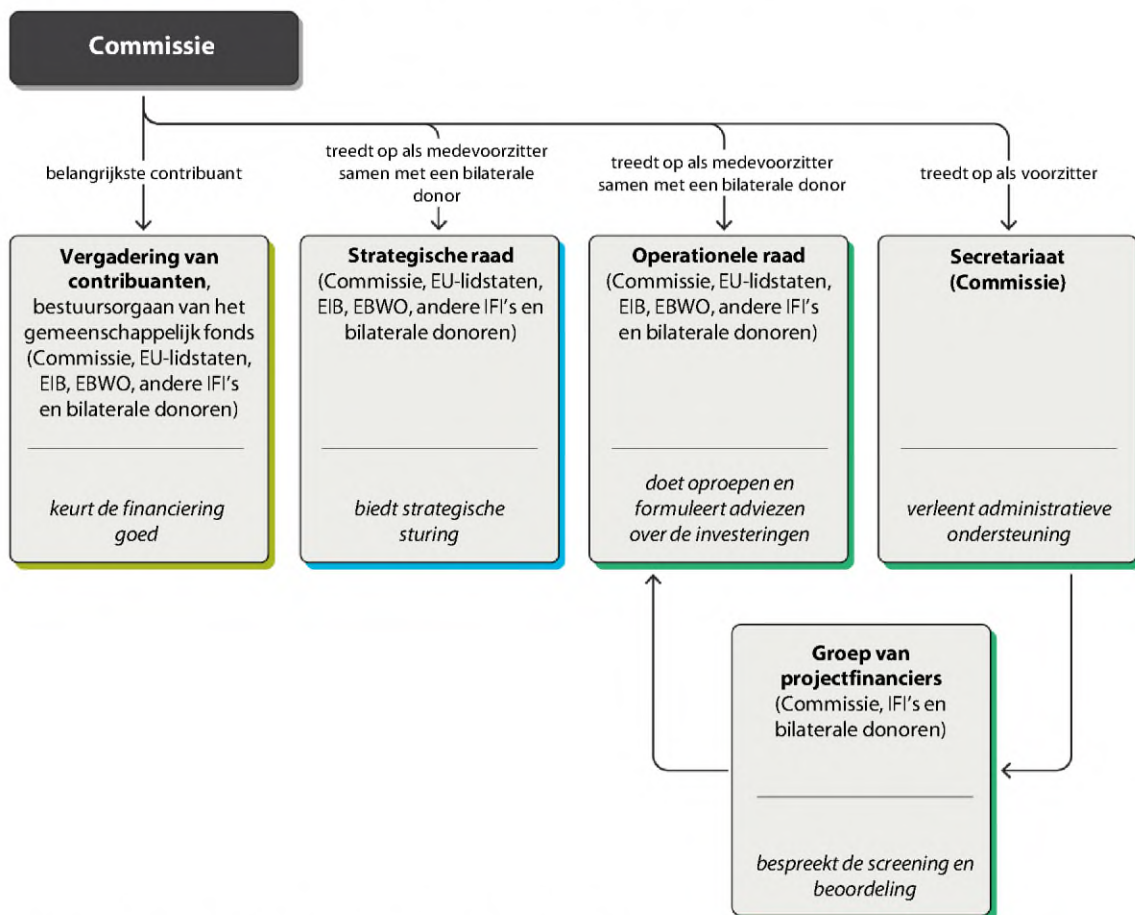 Commissie
belangrijkste contribuant
treedt op als medevoorzitter
samen met een bilaterale
donor
treedt op als medevoorzitter
samen met een bilaterale donor
treedt op als voorzitter
Vergadering van
contribuanten,
bestuursorgaan van het
gemeenschappelijk fonds
(Commissie, EU-lidstaten,
EIB, EBWO, andere IFI's
en bilaterale donoren)
keurt de financiering
goed
Strategische raad
(Commissie, EU-lidstaten,
EIB, EBWO, andere IFI's en
bilaterale donoren)
biedt strategische
sturing
Operationele raad
(Commissie, EU-lidstaten,
EIB, EBWO, andere IFI's
en bilaterale donoren)
doet oproepen en
formuleert adviezen
over de investeringen
Secretariaat
(Commissie)
verleent administratieve
ondersteuning
Groep van
projectfinanciers
(Commissie, IFI's en
bilaterale donoren)
bespreekt de screening en
beoordeling